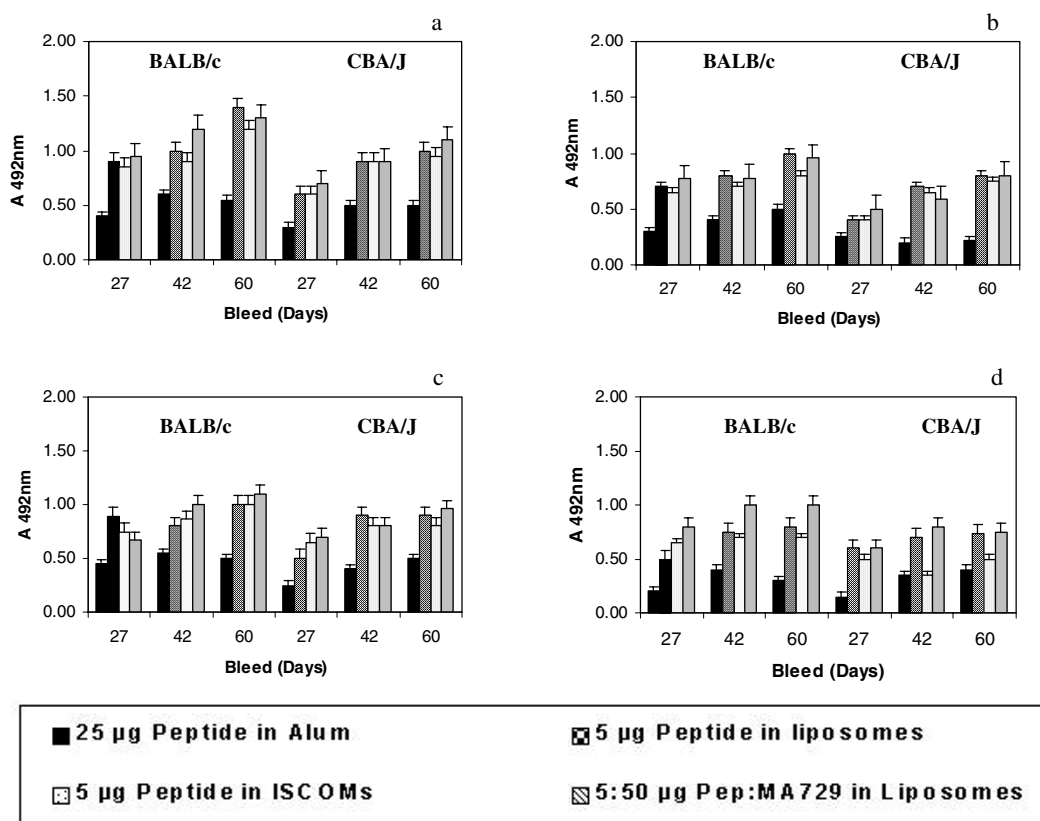 a
2.00
1.50
1.00
0.50
0.00
A 492nm
BALB/c CBA/J
27 42 60 27 42 60
Bleed (Days)
b
2.00
1.50
1.00
0.50
0.00
A 492nm
BALB/c CBA/J
27 42 60 27 42 60
Bleed (Days)
c
2.00
1.50
1.00
0.50
0.00
A 492nm
BALB/c CBA/J
27 42 60 27 42 60
Bleed (Days)
d
2.00
1.50
1.00
0.50
0.00
A 492nm
BALB/c CBA/J
27 42 60 27 42 60
Bleed (Days)
25 µg Peptide in Alum
5 µg Peptide in liposomes
5 µg Peptide in ISCOMs
5:50 µg Pep:MA729 in Liposomes